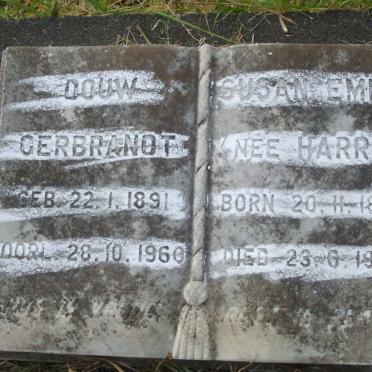 DOUW
GERBRANDT
GEB. 22.1.1891
OORL. 28.10.1960
SUSAN EM
(NEE HARR
BORN 20.11.18
DIED 23.6.19